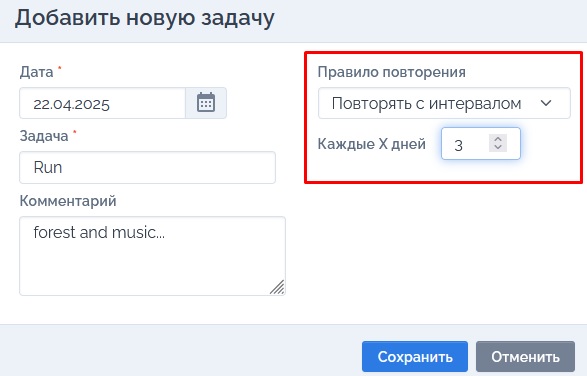 Добавить новую задачу
Дата *
22.04.2025
Задача *
Run
Комментарий
forest and music...
Правило повторения
Повторять с интервалом
Каждые X дней 3
Сохранить Отменить